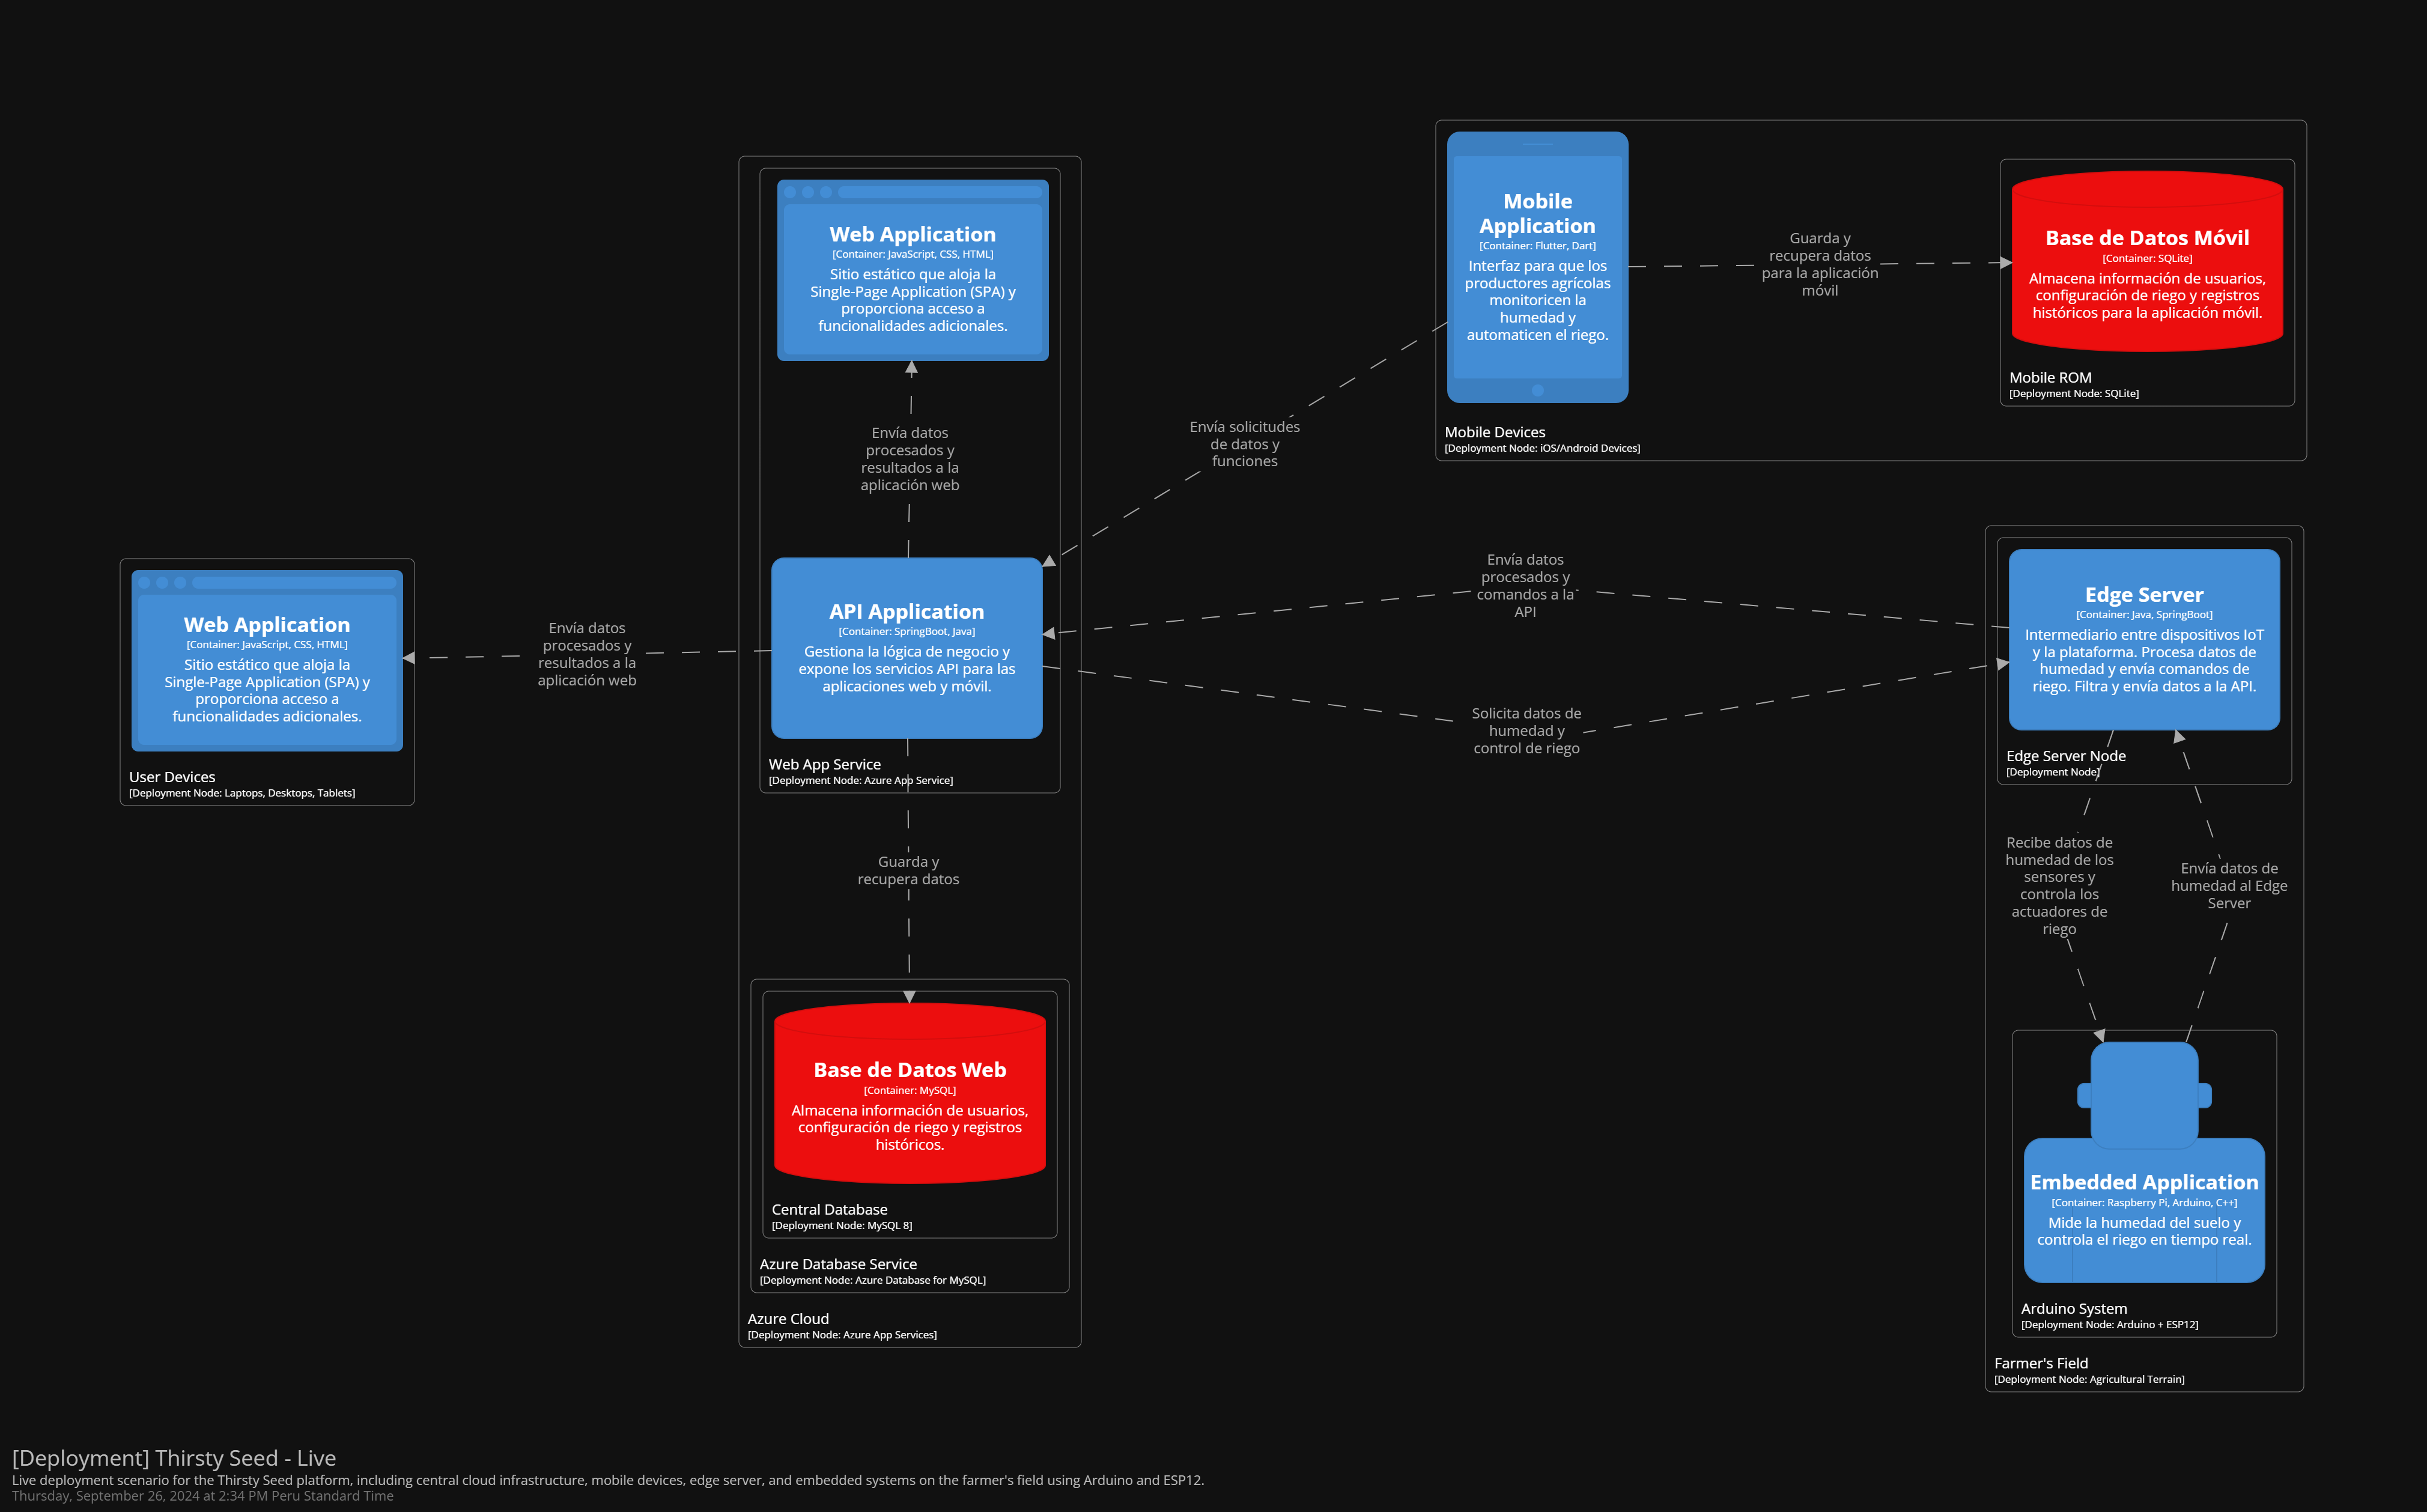 Web Application
[Container: JavaScript, CSS, HTML]
Sitio estático que aloja la
Single-Page Application (SPA) y
proporciona acceso a
funcionalidades adicionales.
Envía datos
procesados y
resultados a la
aplicación web
API Application
[Container: SpringBoot, Java]
Gestiona la lógica de negocio y
expone los servicios API para las
aplicaciones web y móvil.
Web App Service
[Deployment Node: Azure App Service]
Guarda y
recupera datos
Base de Datos Web
[Container: MySQL]
Almacena información de usuarios,
configuración de riego y registros
históricos.
Central Database
[Deployment Node: MySQL 8]
Azure Database Service
[Deployment Node: Azure Database for MySQL]
Azure Cloud
[Deployment Node: Azure App Services]
Web Application
[Container: JavaScript, CSS, HTML]
Sitio estático que aloja la
Single-Page Application (SPA) y
proporciona acceso a
funcionalidades adicionales.
User Devices
[Deployment Node: Laptops, Desktops, Tablets]
Envía datos
procesados y
resultados a la
aplicación web
Mobile
Application
[Container: Flutter, Dart]
Interfaz para que los
productores agrícolas
monitoricen la
humedad y
automaticen el riego.
Guarda y
recupera datos
para la aplicación
móvil
Base de Datos Móvil
[Container: SQLite]
Almacena información de usuarios,
configuración de riego y registros
históricos para la aplicación móvil.
Mobile ROM
[Deployment Node: SQLite]
Mobile Devices
[Deployment Node: iOS/Android Devices]
Envía solicitudes
de datos y
funciones
Envía datos
procesados y
comandos a la
API
Solicita datos de
humedad y
control de riego
Edge Server
[Container: Java, SpringBoot]
Intermediario entre dispositivos IoT
y la plataforma. Procesa datos de
humedad y envía comandos de
riego. Filtra y envía datos a la API.
Edge Server Node
[Deployment Node]
Recibe datos de
humedad de los
sensores y
controla los
actuadores de
riego
Envía datos de
humedad al Edge
Server
Embedded Application
[Container: Raspberry Pi, Arduino, C++]
Mide la humedad del suelo y
controla el riego en tiempo real.
Arduino System
[Deployment Node: Arduino + ESP12]
Farmer's Field
[Deployment Node: Agricultural Terrain]
[Deployment] Thirsty Seed - Live
Live deployment scenario for the Thirsty Seed platform, including central cloud infrastructure, mobile devices, edge server, and embedded systems on the farmer's field using Arduino and ESP12.
Thursday, September 26, 2024 at 2:34 PM Peru Standard Time